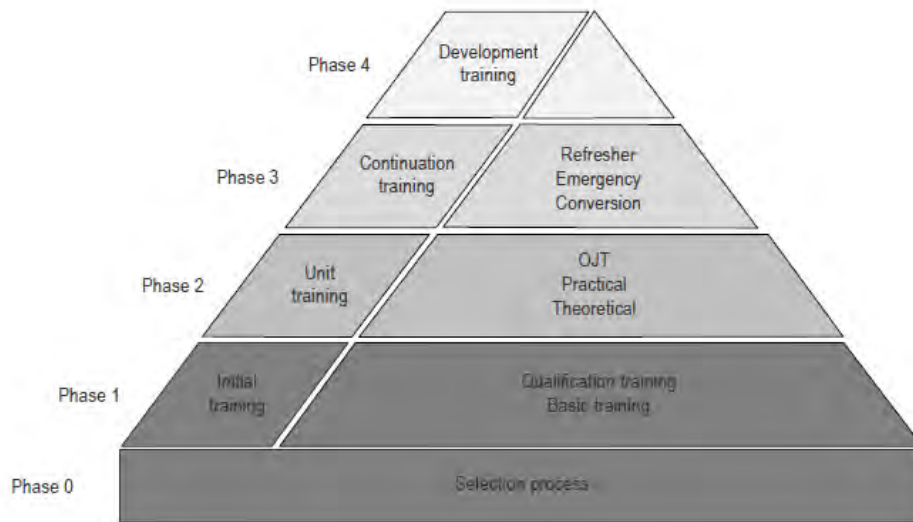 Phase 4
Development
training
Phase 3
Continuation
training
Refresher
Emergency
Conversion
Phase 2
Unit
training
OJT
Practical
Theoretical
Phase 1
Initial
training
Qualification training
Basic training
Phase 0
Selection process